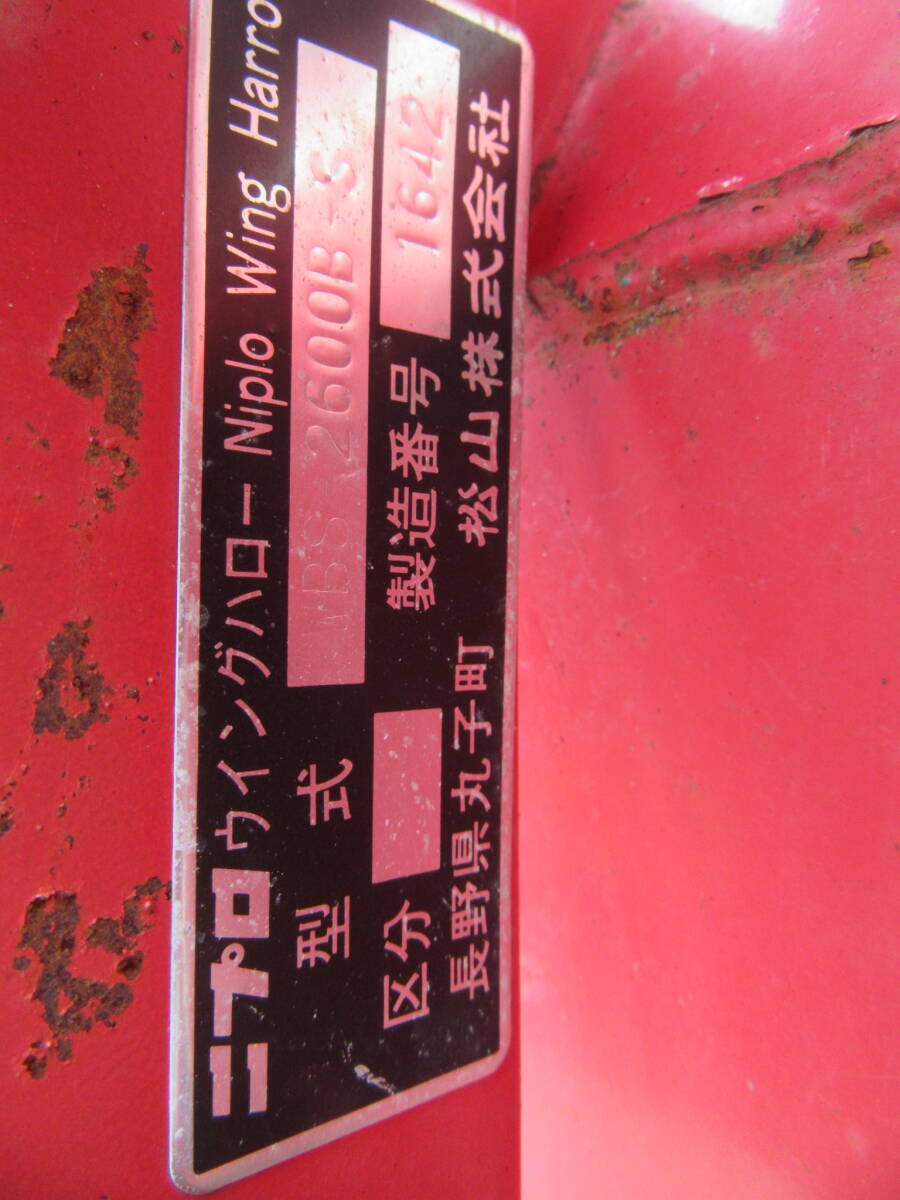 ニプロ ウイングハロー Niplo Wing Harro
型式 WBS-2600B-S
区分 製造番号 1642
長野県丸子町 松山株式会社